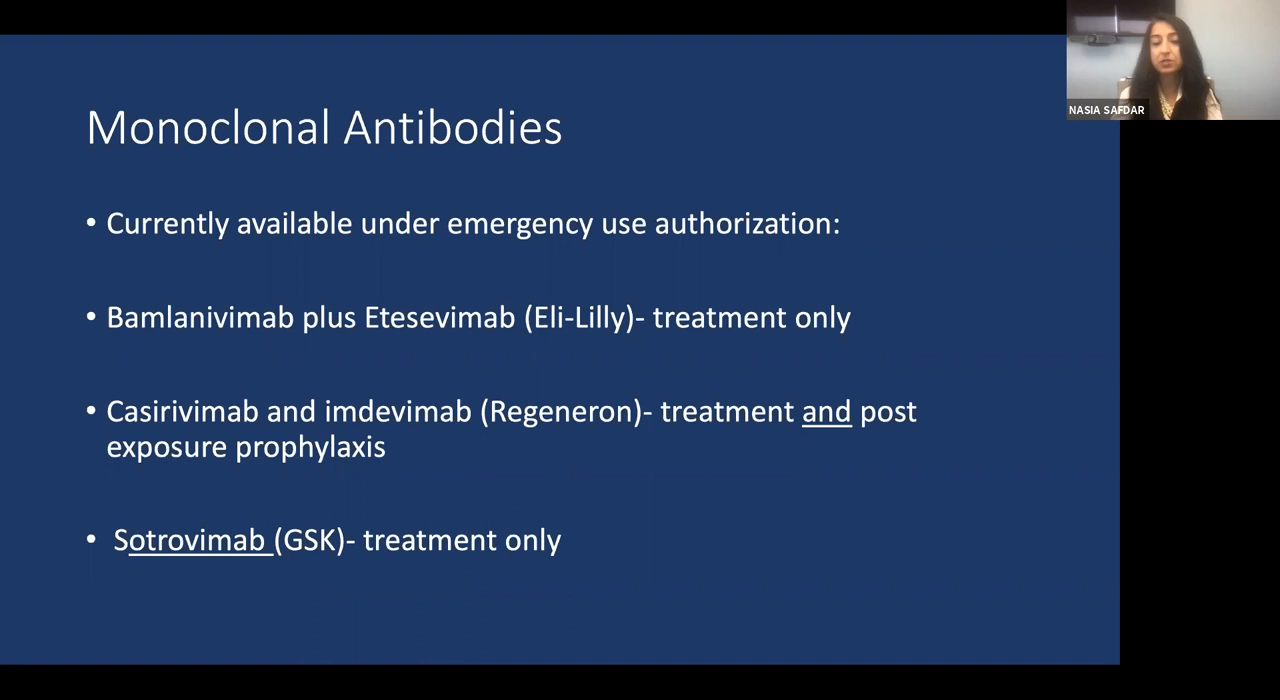 NASIA SAFDAR
Monoclonal Antibodies
• Currently available under emergency use authorization:
• Bamlanivimab plus Etesevimab (Eli-Lilly)- treatment only
• Casirivimab and imdevimab (Regeneron)- treatment and post
exposure prophylaxis
• Sotrovimab (GSK)- treatment only